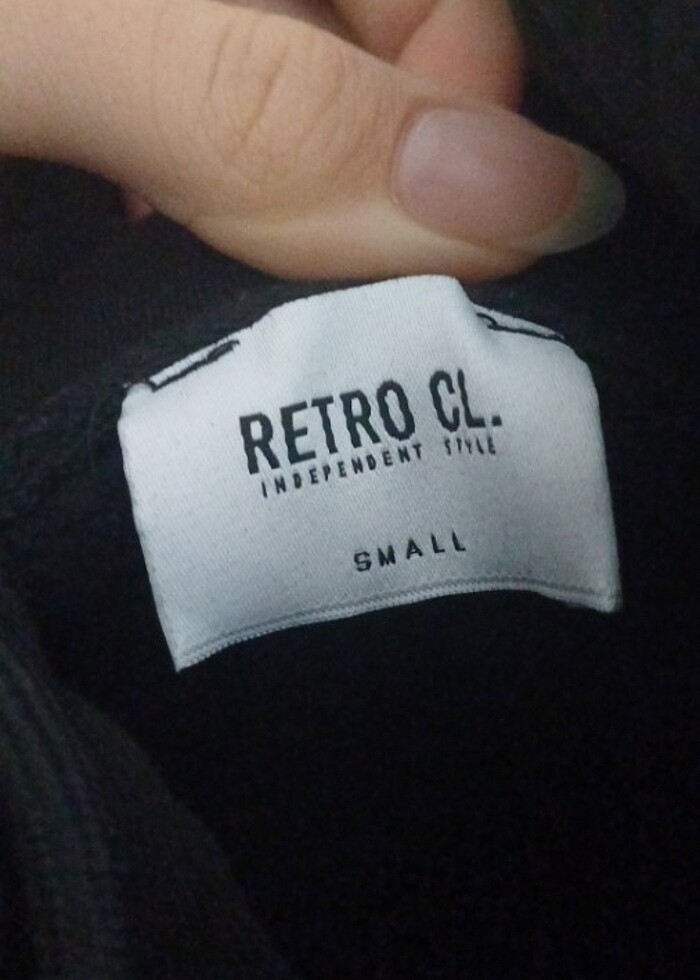 RETRO CL.
INDEPENDENT STYLE
SMALL